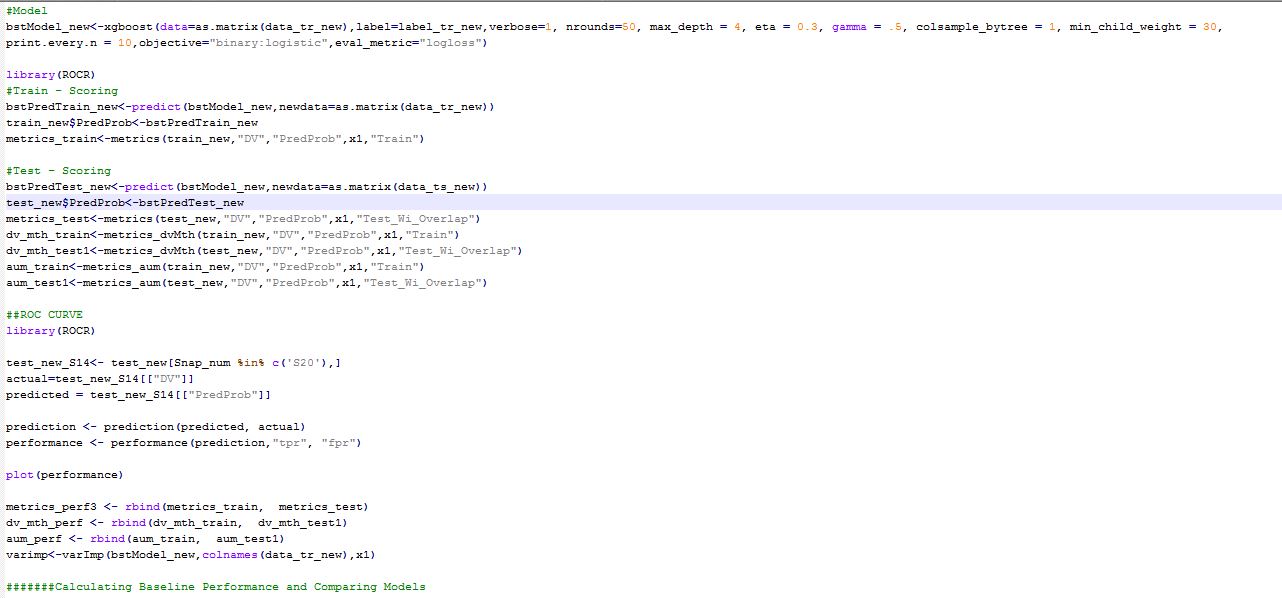 #Model
bstModel_new<-xgboost(data=as.matrix(data_tr_new),label=label_tr_new,verbose=1, nrounds=50, max_depth = 4, eta = 0.3, gamma = .5, colsample_bytree = 1, min_child_weight = 30,
print.every.n = 10,objective="binary:logistic",eval_metric="logloss")
library(ROCR)
#Train - Scoring
bstPredTrain_new<-predict(bstModel_new,newdata=as.matrix(data_tr_new))
train_new$PredProb<-bstPredTrain_new
metrics_train<-metrics(train_new,"DV","PredProb",x1,"Train")
#Test - Scoring
bstPredTest_new<-predict(bstModel_new,newdata=as.matrix(data_ts_new))
test_new$PredProb<-bstPredTest_new
metrics_test<-metrics(test_new,"DV","PredProb",x1,"Test_Wi_Overlap")
dv_mth_train<-metrics_dvMth(train_new,"DV","PredProb",x1,"Train")
dv_mth_test1<-metrics_dvMth(test_new,"DV","PredProb",x1,"Test_Wi_Overlap")
aum_train<-metrics_aum(train_new,"DV","PredProb",x1,"Train")
aum_test1<-metrics_aum(test_new,"DV","PredProb",x1,"Test_Wi_Overlap")
##ROC CURVE
library(ROCR)
test_new_S14<- test_new[Snap_num %in% c('S20'),]
actual=test_new_S14[["DV"]]
predicted = test_new_S14[["PredProb"]]
prediction <- prediction(predicted, actual)
performance <- performance(prediction,"tpr", "fpr")
plot(performance)
metrics_perf3 <- rbind(metrics_train,  metrics_test)
dv_mth_perf <- rbind(dv_mth_train,  dv_mth_test1)
aum_perf <- rbind(aum_train,  aum_test1)
varimp<-varImp(bstModel_new,colnames(data_tr_new),x1)
#######Calculating Baseline Performance and Comparing Models